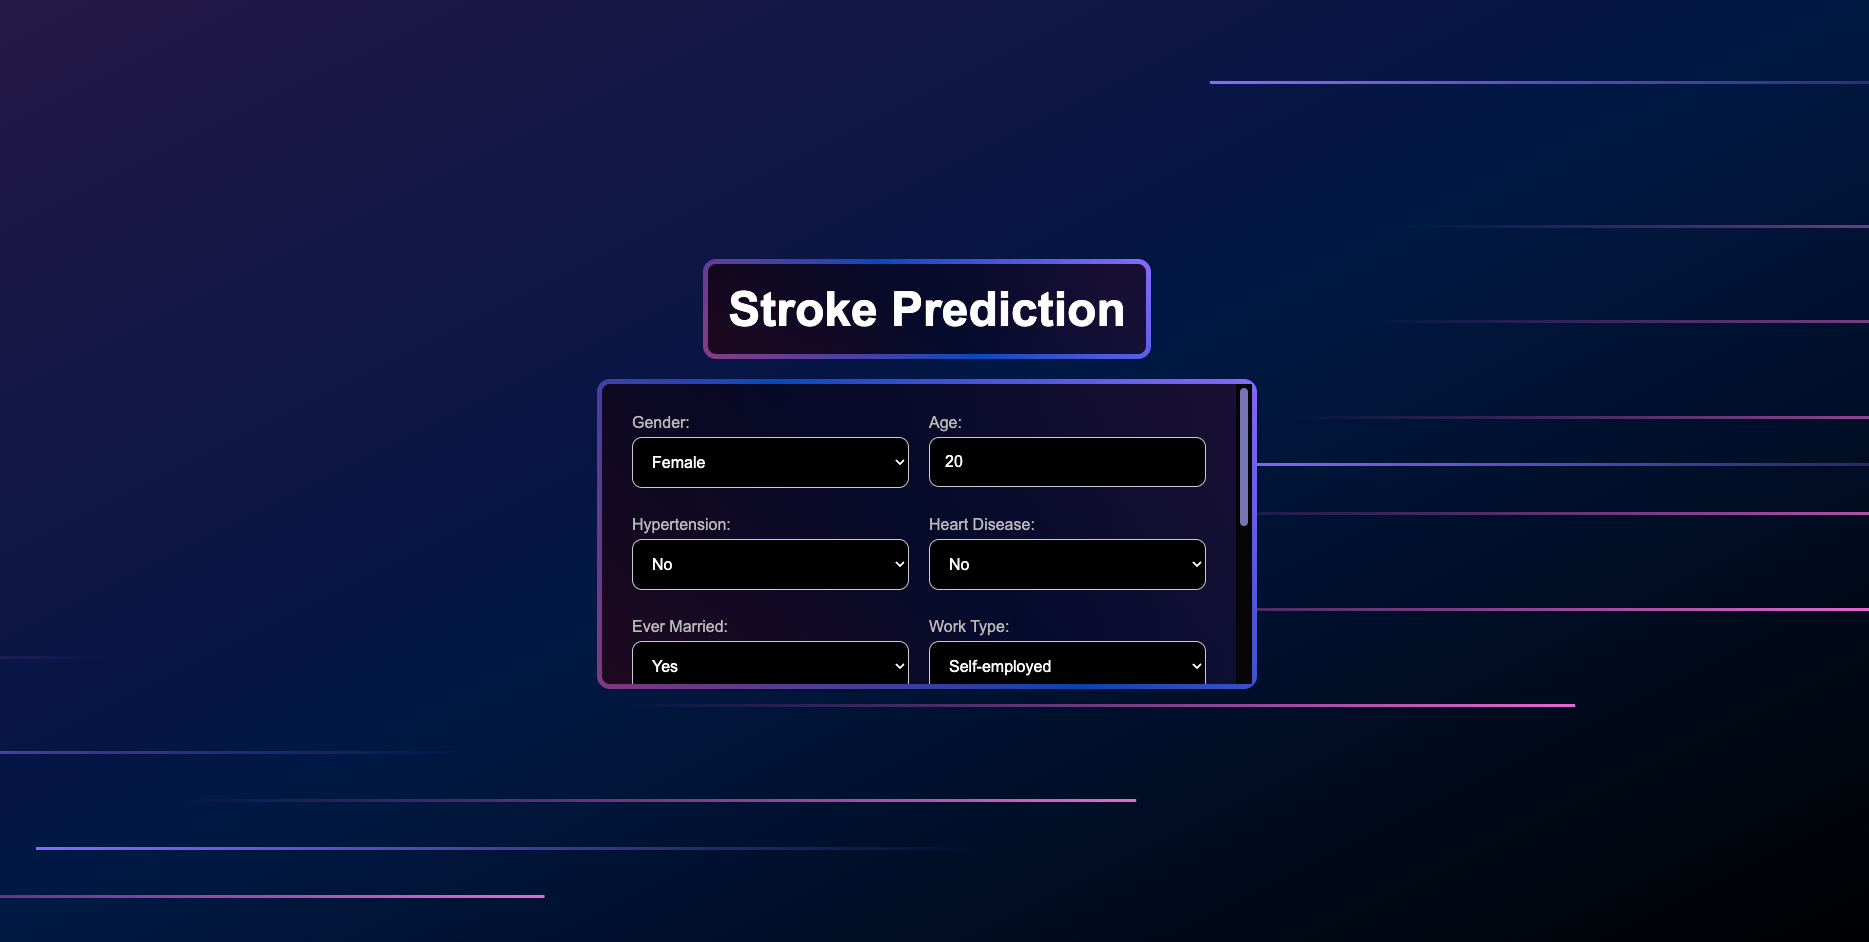 Stroke Prediction
Gender: Age:
Female 20
Hypertension: Heart Disease:
No No
Ever Married: Work Type:
Yes Self-employed